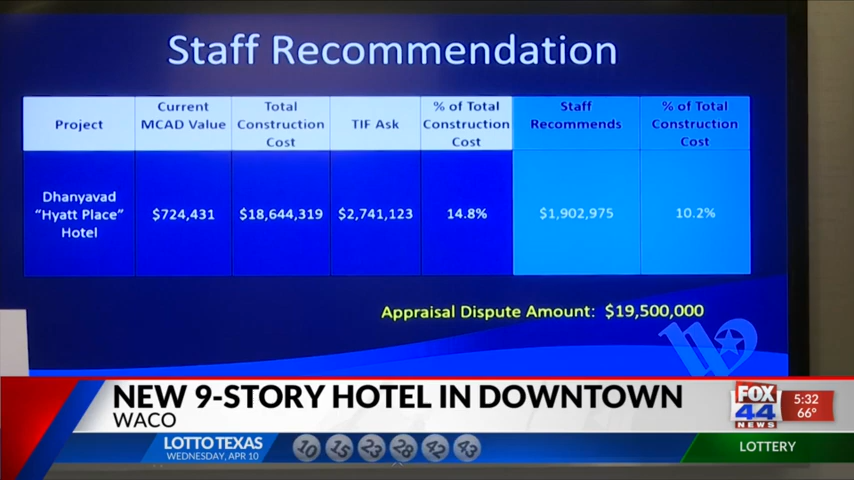 Staff Recommendation
Project
Current
MCAD Value
Total
Construction
Cost
TIF Ask
% of Total
Construction
Cost
Staff
Recommends
% of Total
Construction
Cost
Dhanyavad
"Hyatt Place"
Hotel
$724,431
$18,644,319
$2,741,123
14.8%
$1,902,975
10.2%
Appraisal Dispute Amount: $19,500,000
W
NEW 9-STORY HOTEL IN DOWNTOWN
WACO
FOX
44
NEWS
5:32
66°
LOTTO TEXAS
WEDNESDAY, APR 10
10 15 23 28 42 43
LOTTERY